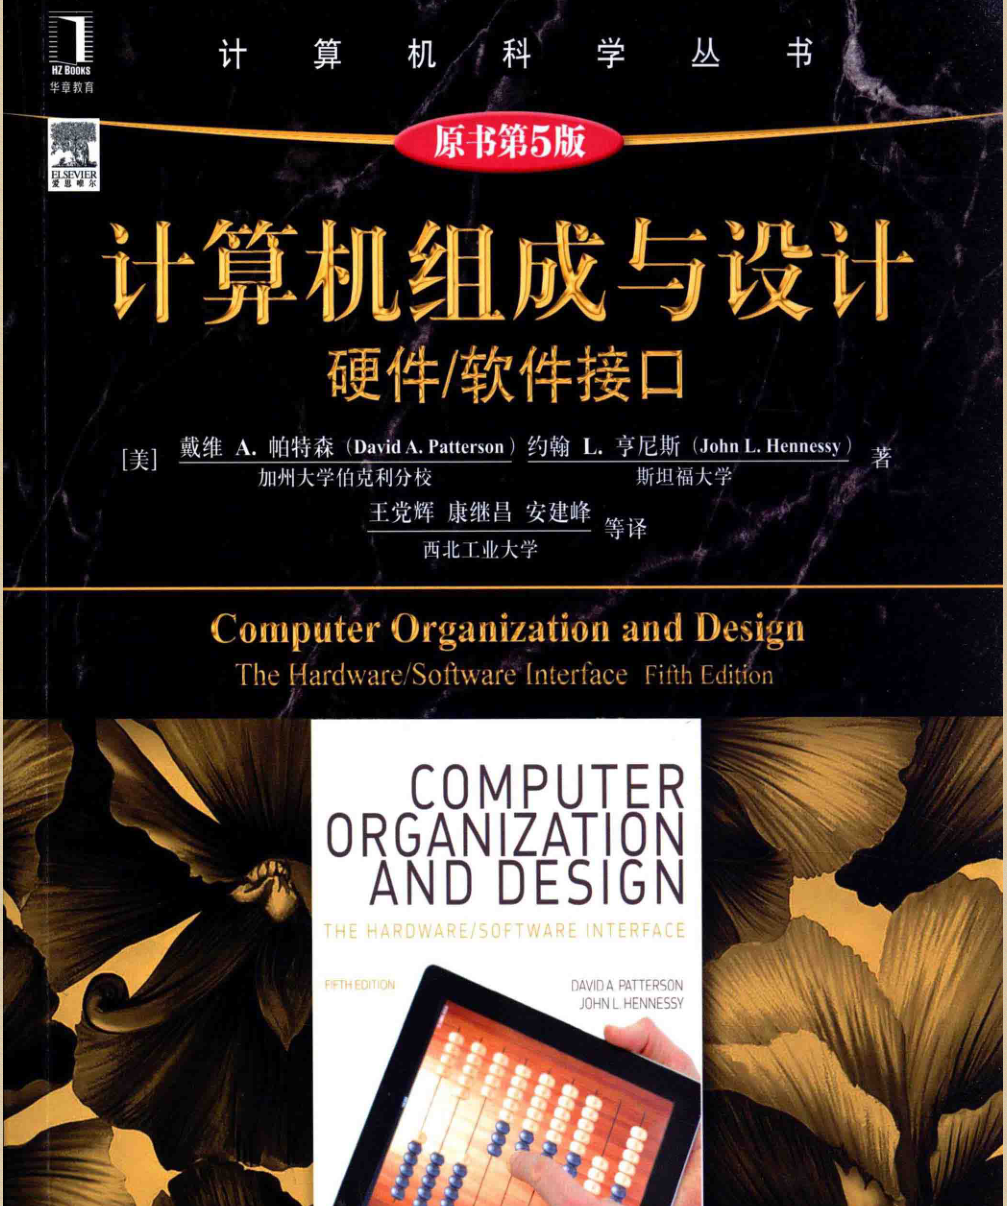 HZ BOOKS
华章教育
计算机科学丛书
ELSEVIER
爱思唯尔
原书第5版
计算机组成与设计
硬件/软件接口
[美] 戴维 A. 帕特森（David A. Patterson） 约翰 L. 亨尼斯（John L. Hennessy） 著
加州大学伯克利分校 斯坦福大学
王党辉 康继昌 安建峰 等译
西北工业大学
Computer Organization and Design
The Hardware/Software Interface Fifth Edition
COMPUTER
ORGANIZATION
AND DESIGN
THE HARDWARE/SOFTWARE INTERFACE
FIFTH EDITION
DAVID A. PATTERSON
JOHN L. HENNESSY